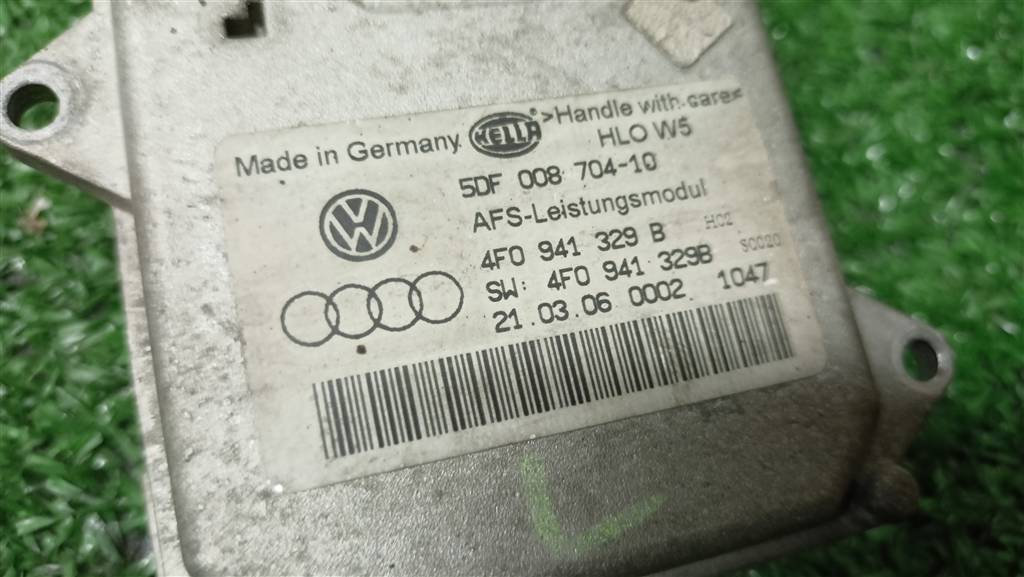 Made in Germany. HELLA >Handle with care<
HLO W5
5DF 008 704-10
AFS-Leistungsmodul
4F0 941 329 B H02
SW: 4F0 941 329B S0020
21.03.06 0002 1047
L